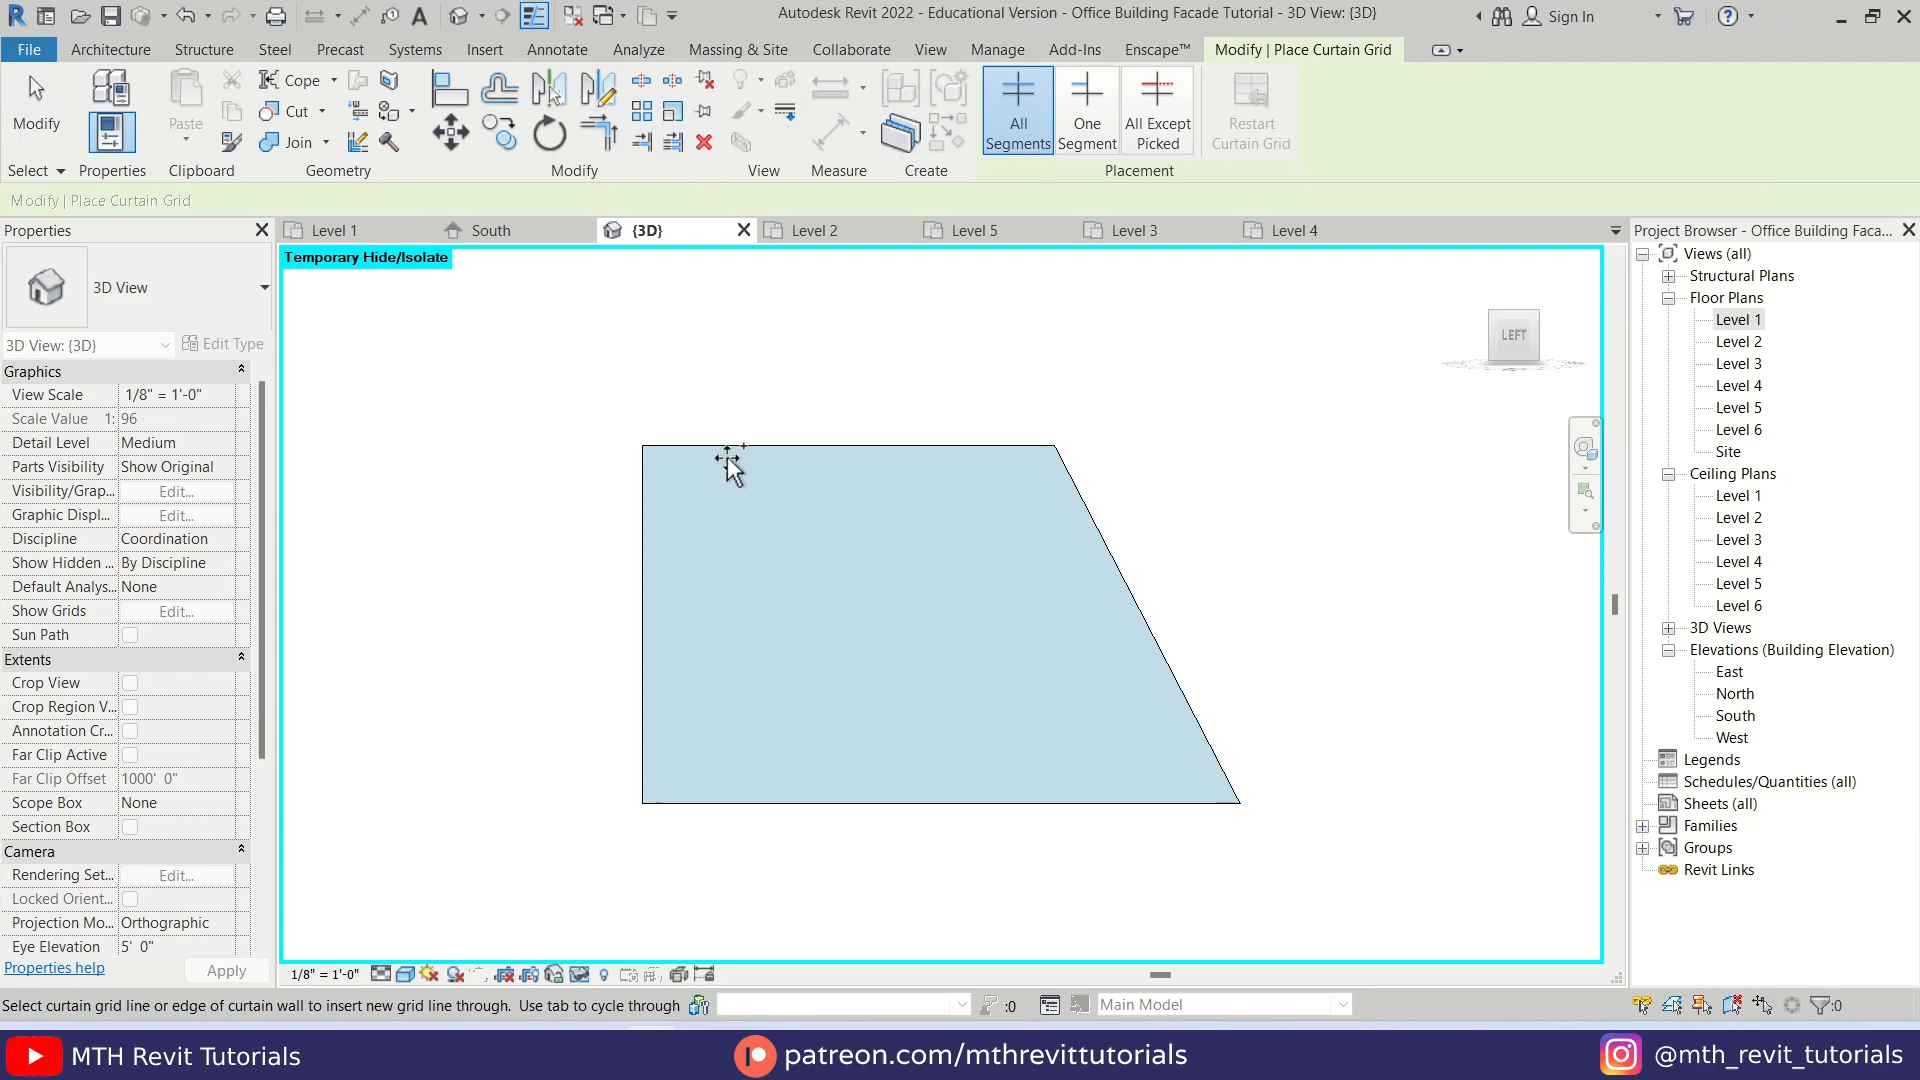 Autodesk Revit 2022 - Educational Version - Office Building Facade Tutorial - 3D View: {3D}
Sign In
File
Architecture
Structure
Steel
Precast
Systems
Insert
Annotate
Analyze
Massing & Site
Collaborate
View
Manage
Add-Ins
Enscape™
Modify | Place Curtain Grid
Modify
Paste
Cope
Cut
Join
All Segments
One Segment
All Except Picked
Restart Curtain Grid
Select
Properties
Clipboard
Geometry
Modify
View
Measure
Create
Placement
Modify | Place Curtain Grid
Properties
Level 1
South
{3D}
Level 2
Level 5
Level 3
Level 4
Project Browser - Office Building Faca...
Temporary Hide/Isolate
LEFT
3D View
3D View: {3D}
Edit Type
Graphics
View Scale 1/8" = 1'-0"
Scale Value 1: 96
Detail Level Medium
Parts Visibility Show Original
Visibility/Grap... Edit...
Graphic Displ... Edit...
Discipline Coordination
Show Hidden ... By Discipline
Default Analys... None
Show Grids Edit...
Sun Path
Extents
Crop View
Crop Region V...
Annotation Cr...
Far Clip Active
Far Clip Offset 1000' 0"
Scope Box None
Section Box
Camera
Rendering Set... Edit...
Locked Orient...
Projection Mo... Orthographic
Eye Elevation 5' 0"
Properties help
Apply
Views (all)
Structural Plans
Floor Plans
Level 1
Level 2
Level 3
Level 4
Level 5
Level 6
Site
Ceiling Plans
Level 1
Level 2
Level 3
Level 4
Level 5
Level 6
3D Views
Elevations (Building Elevation)
East
North
South
West
Legends
Schedules/Quantities (all)
Sheets (all)
Families
Groups
Revit Links
1/8" = 1'-0"
Select curtain grid line or edge of curtain wall to insert new grid line through. Use tab to cycle through
:0
Main Model
:0
MTH Revit Tutorials
patreon.com/mthrevittutorials
@mth_revit_tutorials